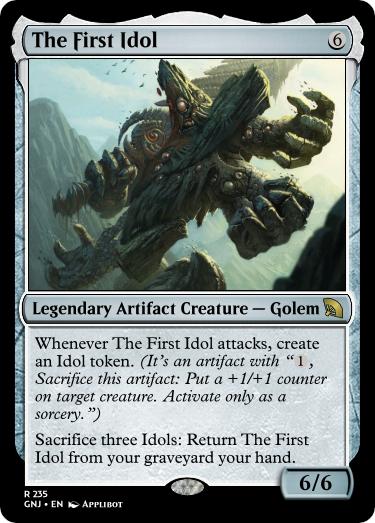 The First Idol 6
Legendary Artifact Creature — Golem
Whenever The First Idol attacks, create
an Idol token. (It's an artifact with “1,
Sacrifice this artifact: Put a +1/+1 counter
on target creature. Activate only as a
sorcery.”)
Sacrifice three Idols: Return The First
Idol from your graveyard your hand.
6/6
R 235
GNJ • EN Applibot